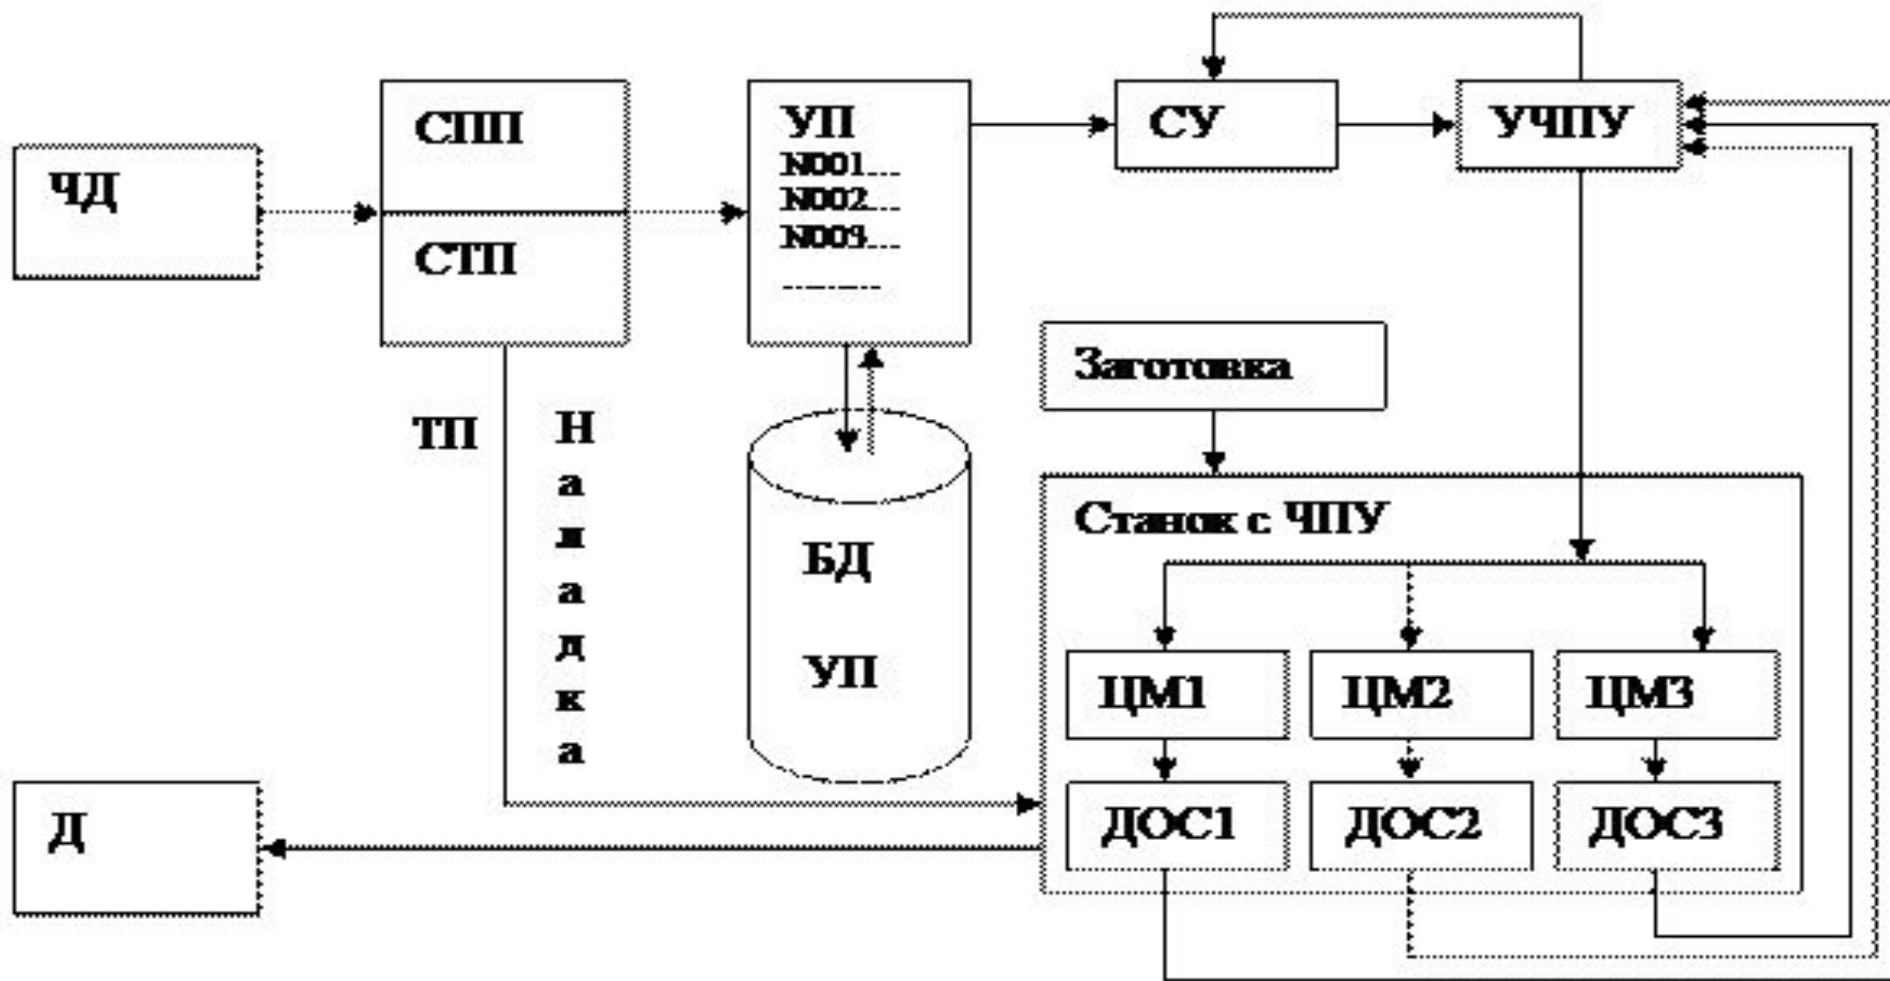 ЧД
СПП
СТП
УП
N001...
N002...
N003...
СУ
УЧПУ
Заготовка
ТП
Наладка
БД
УП
Станок с ЧПУ
ЦМ1
ЦМ2
ЦМ3
ДОС1
ДОС2
ДОС3
Д